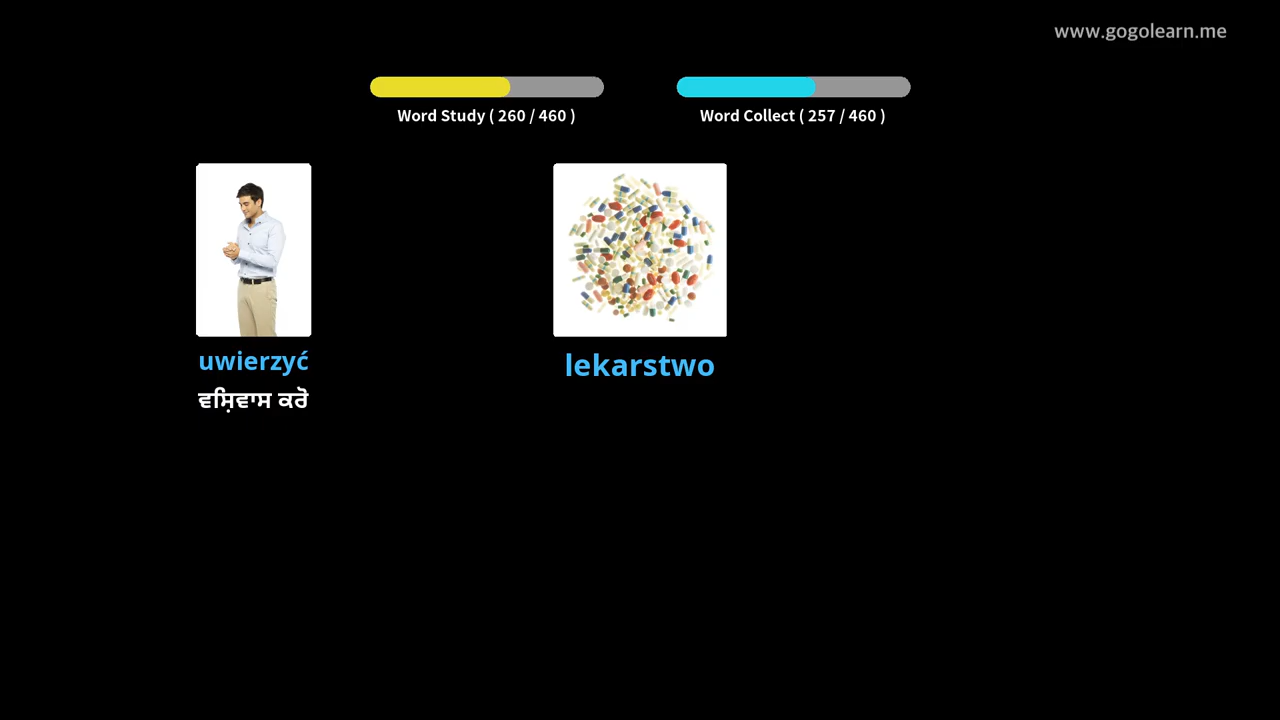 www.gogolearn.me
Word Study ( 260 / 460 )
Word Collect ( 257 / 460 )
uwierzyć
ਵਿਸ਼ਵਾਸ ਕਰੋ
lekarstwo